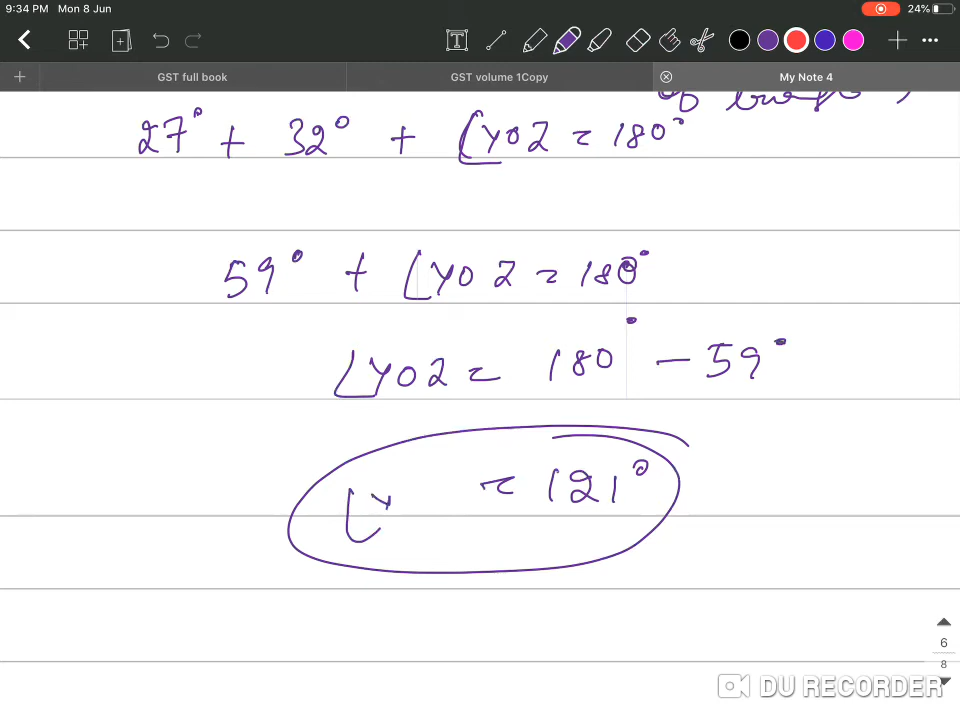 9:34 PM Mon 8 Jun 24%
GST full book GST volume 1Copy My Note 4
of
27° + 32° + ∠YOZ = 180°
59° + ∠YOZ = 180°
∠YOZ = 180° - 59°
∠Y = 121°
6
8
DU RECORDER